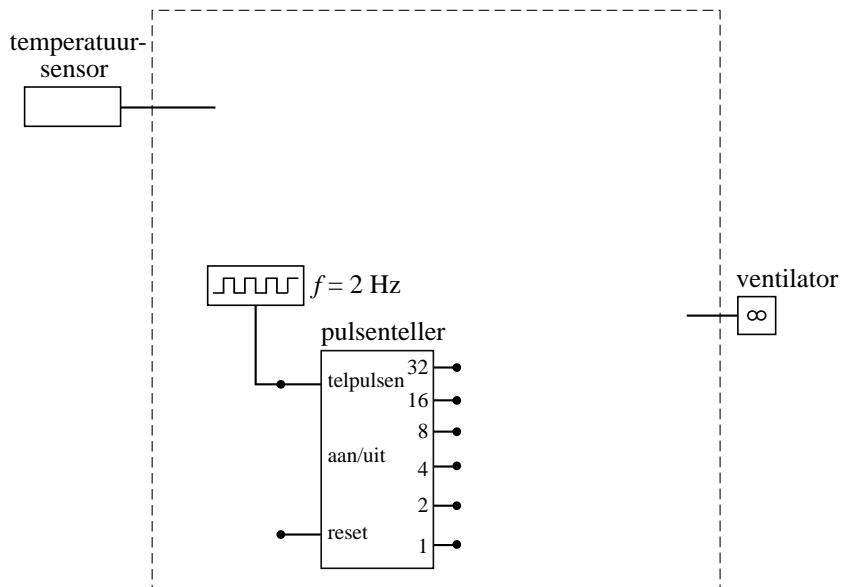 temperatuur-
sensor
f = 2 Hz
ventilator
∞
pulsenteller
telpulsen
aan/uit
reset
32
16
8
4
2
1